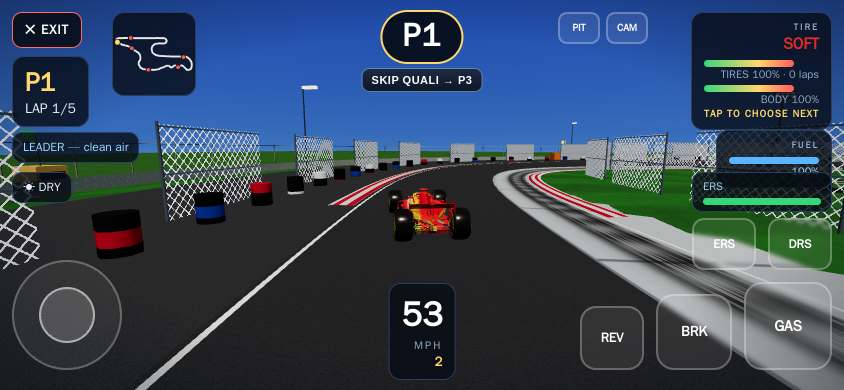 ✕ EXIT
P1
LAP 1/5
LEADER — clean air
☀ DRY
P1
SKIP QUALI → P3
PIT
CAM
TIRE
SOFT
TIRES 100% · 0 laps
BODY 100%
TAP TO CHOOSE NEXT
FUEL
100%
ERS
ERS
DRS
53
MPH
2
REV
BRK
GAS